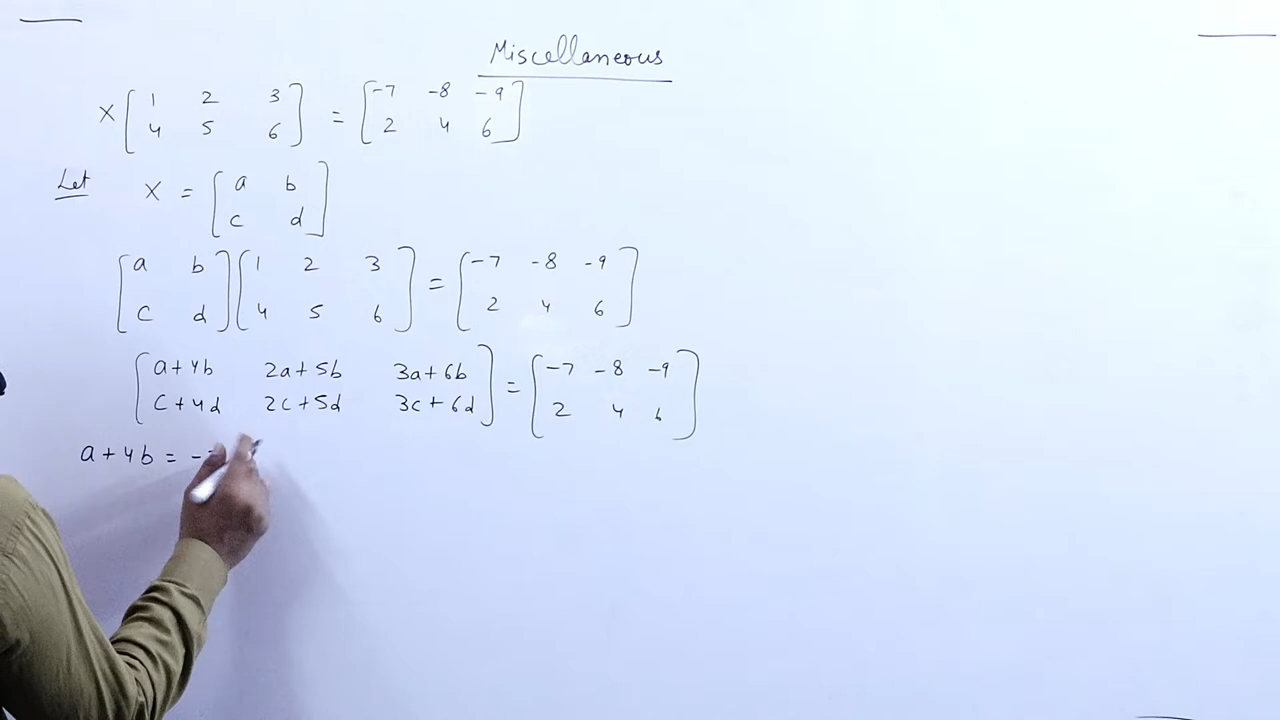 Miscellaneous
X [ 1 2 3 ] = [ -7 -8 -9 ]
[ 4 5 6 ] [ 2 4 6 ]
Let X = [ a b ]
[ c d ]
[ a b ] [ 1 2 3 ] = [ -7 -8 -9 ]
[ c d ] [ 4 5 6 ] [ 2 4 6 ]
[ a+4b 2a+5b 3a+6b ] = [ -7 -8 -9 ]
[ c+4d 2c+5d 3c+6d ] [ 2 4 6 ]
a+4b = -